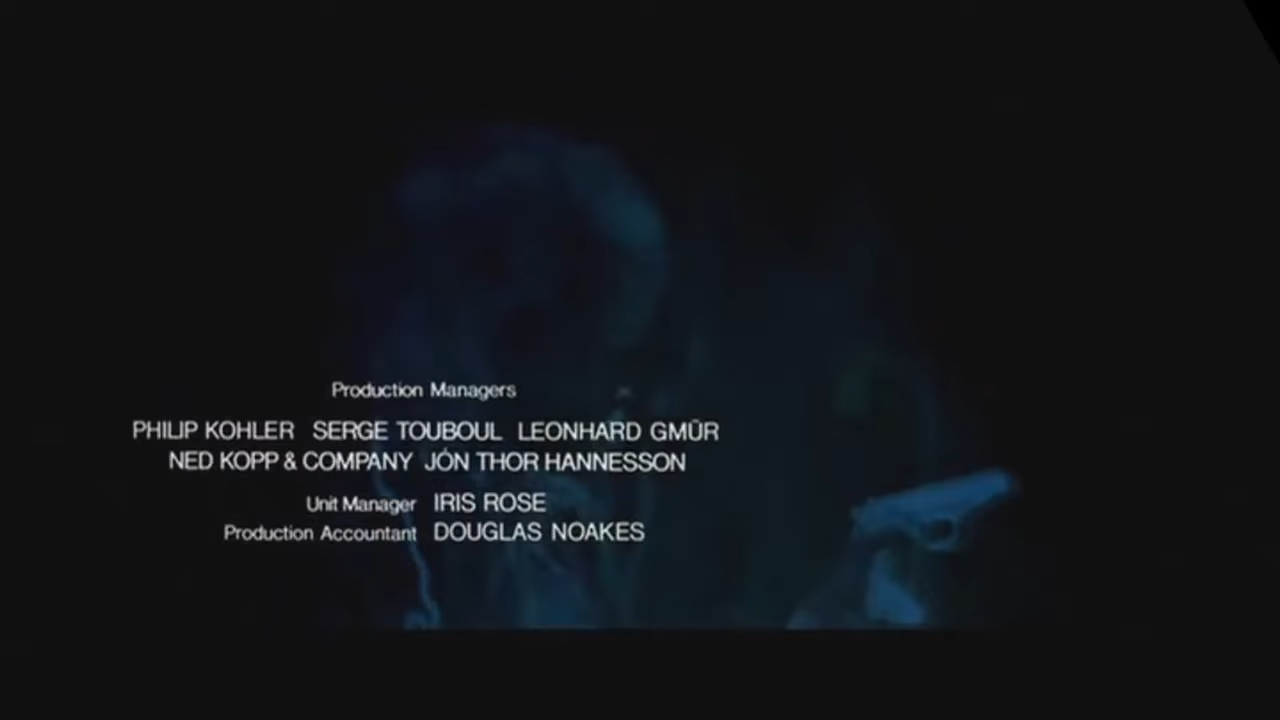 Production Managers
PHILIP KOHLER SERGE TOUBOUL LEONHARD GMÜR
NED KOPP & COMPANY JÓN THOR HANNESSON
Unit Manager IRIS ROSE
Production Accountant DOUGLAS NOAKES